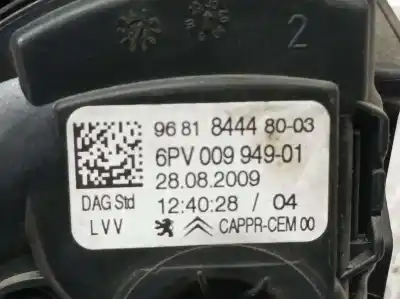 2
96 81 8444 80-03
6PV 009 949-01
28.08.2009
DAG Std 12:40:28 / 04
LVV CAPPR-CEM 00